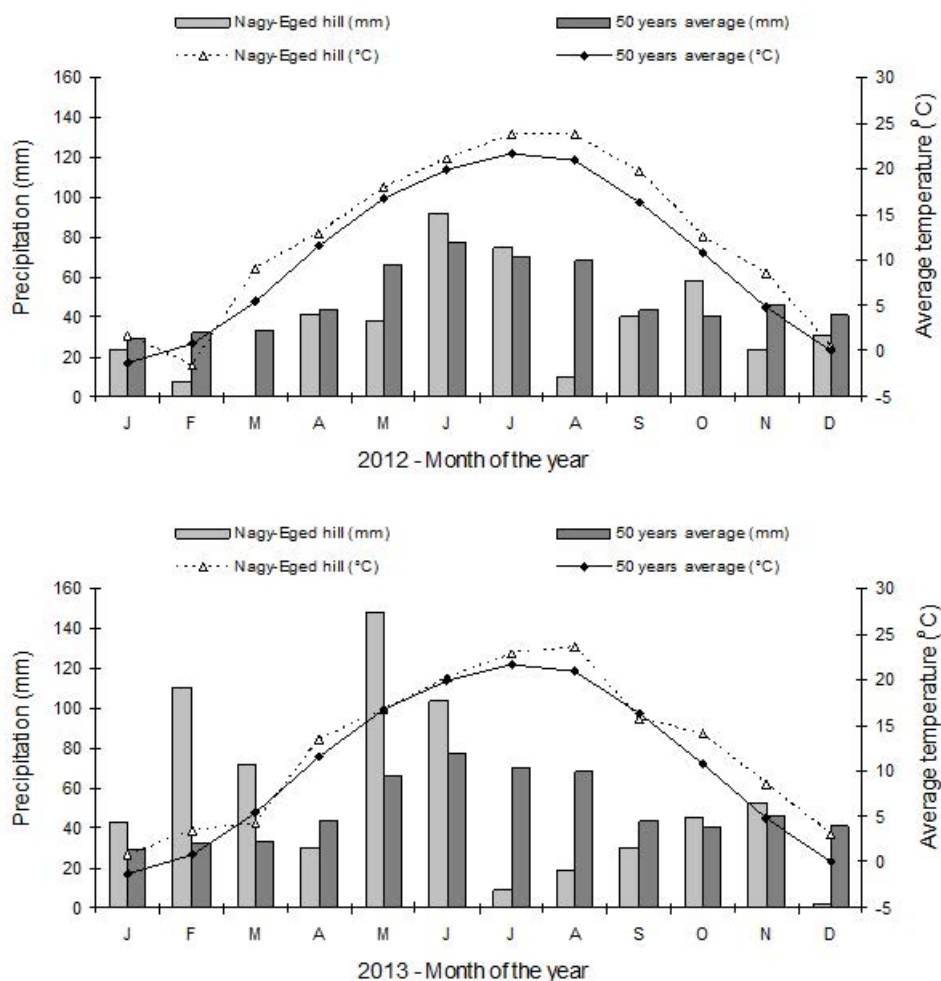 Nagy-Eged hill (mm) 50 years average (mm)
Nagy-Eged hill (°C) 50 years average (°C)
160 30
140 25
120 20
100 15
80 10
60 5
40 0
20 -5
0
Precipitation (mm)
Average temperature (°C)
J F M A M J J A S O N D
2012 - Month of the year
Nagy-Eged hill (mm) 50 years average (mm)
Nagy-Eged hill (°C) 50 years average (°C)
160 30
140 25
120 20
100 15
80 10
60 5
40 0
20 -5
0
Precipitation (mm)
Average temperature (°C)
J F M A M J J A S O N D
2013 - Month of the year